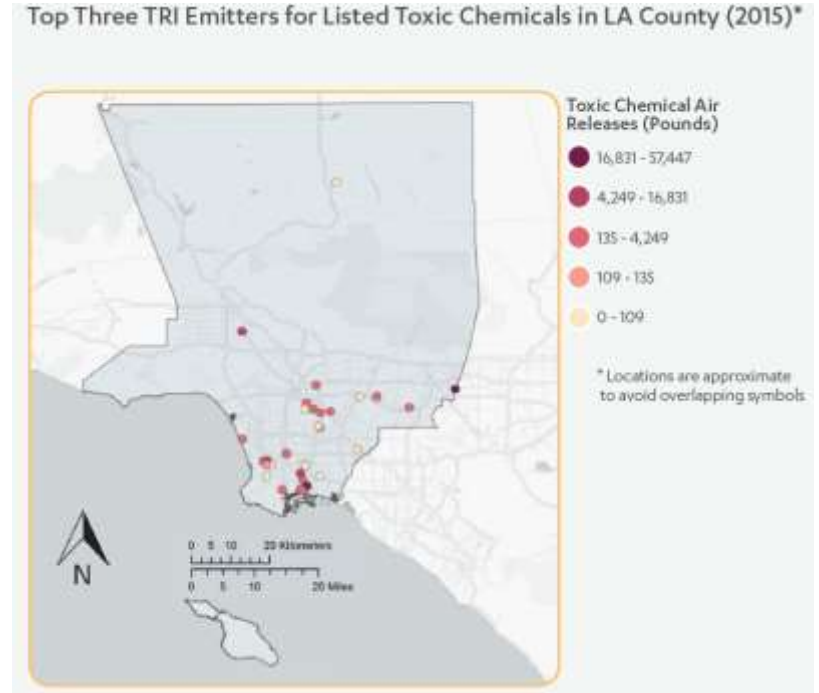 Top Three TRI Emitters for Listed Toxic Chemicals in LA County (2015)*
Toxic Chemical Air
Releases (Pounds)
16,831 - 57,447
4,249 - 16,831
135 - 4,249
109 - 135
0 - 109
* Locations are approximate
to avoid overlapping symbols
0 5 10 20 Kilometers
0 5 10 20 Miles
N